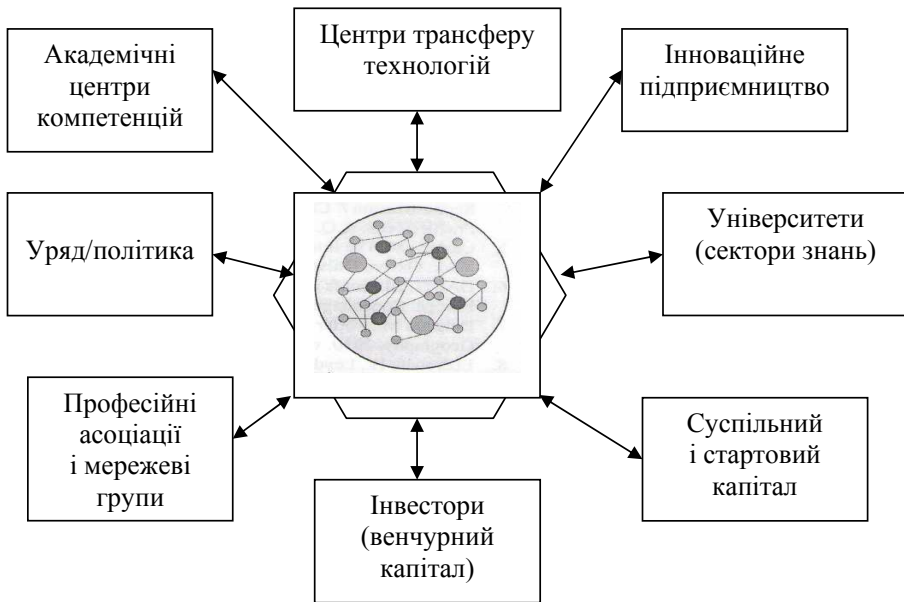 Академічні
центри
компетенцій
Центри трансферу
технологій
Інноваційне
підприємництво
Уряд/політика
Університети
(сектори знань)
Професійні
асоціації
і мережеві
групи
Інвестори
(венчурний
капітал)
Суспільний
і стартовий
капітал